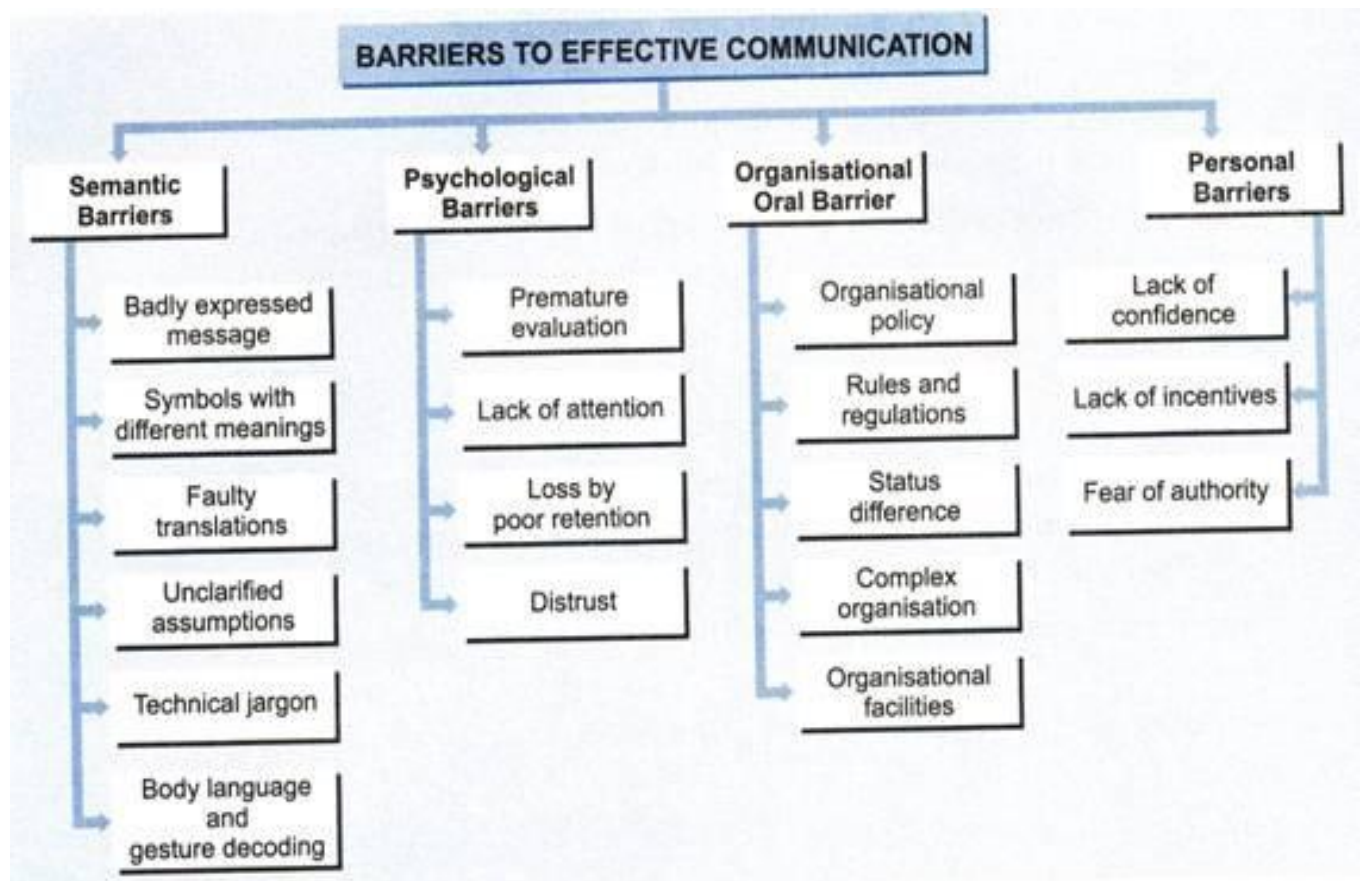 BARRIERS TO EFFECTIVE COMMUNICATION
Semantic
Barriers
Badly expressed
message
Symbols with
different meanings
Faulty
translations
Unclarified
assumptions
Technical jargon
Body language
and
gesture decoding
Psychological
Barriers
Premature
evaluation
Lack of attention
Loss by
poor retention
Distrust
Organisational
Oral Barrier
Organisational
policy
Rules and
regulations
Status
difference
Complex
organisation
Organisational
facilities
Personal
Barriers
Lack of
confidence
Lack of incentives
Fear of authority